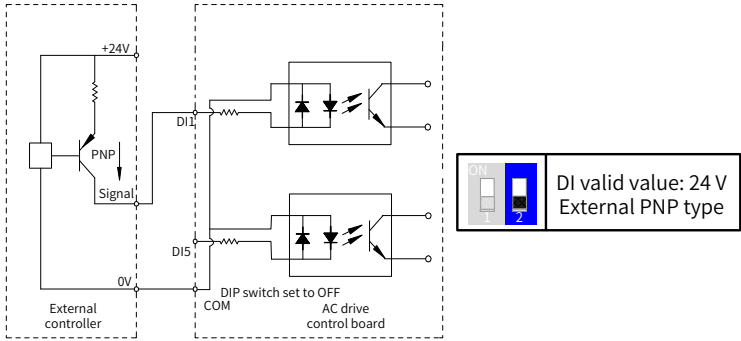 +24V
DI1
PNP
Signal
DI5
0V
DIP switch set to OFF
COM
External
controller
AC drive
control board
ON
1
2
DI valid value: 24 V
External PNP type